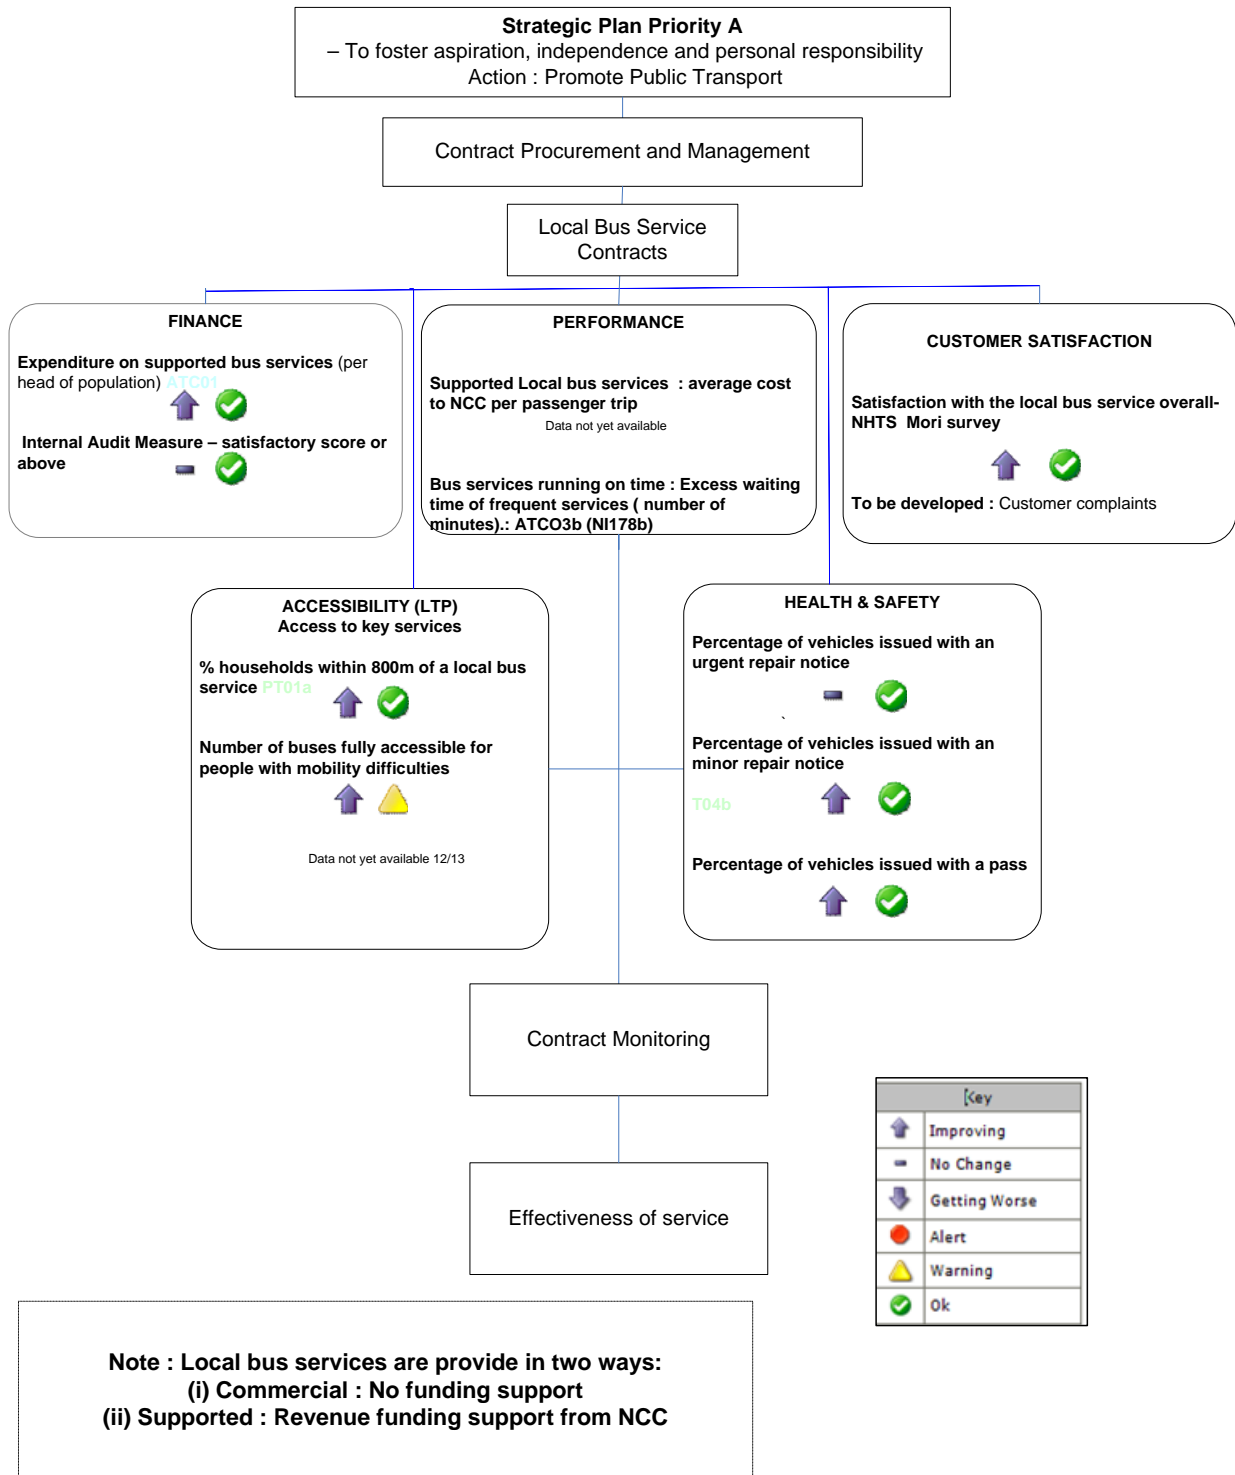 Strategic Plan Priority A
– To foster aspiration, independence and personal responsibility
Action : Promote Public Transport
Contract Procurement and Management
Local Bus Service
Contracts
FINANCE
Expenditure on supported bus services (per
head of population) ATC01
Internal Audit Measure – satisfactory score or
above
PERFORMANCE
Supported Local bus services : average cost
to NCC per passenger trip
Data not yet available
Bus services running on time : Excess waiting
time of frequent services ( number of
minutes).: ATCO3b (NI178b)
CUSTOMER SATISFACTION
Satisfaction with the local bus service overall-
NHTS Mori survey
To be developed : Customer complaints
ACCESSIBILITY (LTP)
Access to key services
% households within 800m of a local bus
service PT01a
Number of buses fully accessible for
people with mobility difficulties
Data not yet available 12/13
HEALTH & SAFETY
Percentage of vehicles issued with an
urgent repair notice
`
Percentage of vehicles issued with an
minor repair notice
T04b
Percentage of vehicles issued with a pass
Contract Monitoring
Effectiveness of service
Key
Improving
No Change
Getting Worse
Alert
Warning
Ok
Note : Local bus services are provide in two ways:
(i) Commercial : No funding support
(ii) Supported : Revenue funding support from NCC